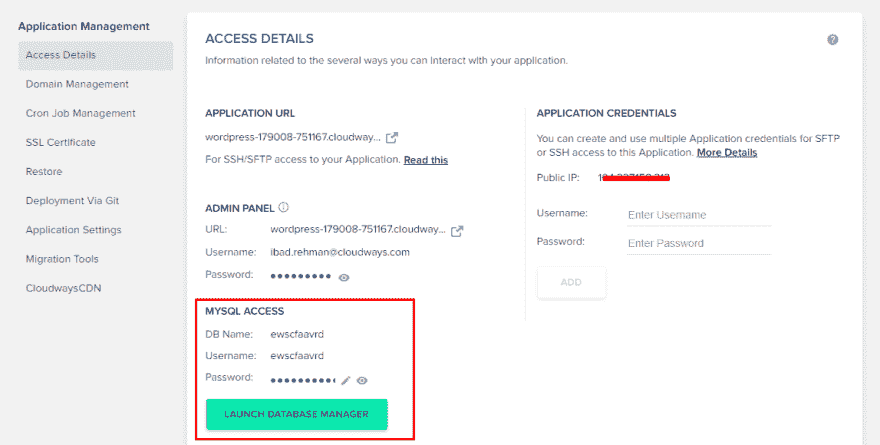 Application Management
Access Details
Domain Management
Cron Job Management
SSL Certificate
Restore
Deployment Via Git
Application Settings
Migration Tools
CloudwaysCDN
ACCESS DETAILS
Information related to the several ways you can Interact with your application.
APPLICATION URL
wordpress-179008-751167.cloudway...
For SSH/SFTP access to your Application. Read this
ADMIN PANEL
URL: wordpress-179008-751167.cloudway...
Username: ibad.rehman@cloudways.com
Password:
MYSQL ACCESS
DB Name: ewscfaavrd
Username: ewscfaavrd
Password:
LAUNCH DATABASE MANAGER
APPLICATION CREDENTIALS
You can create and use multiple Application credentials for SFTP
or SSH access to this Application. More Details
Public IP:
Username: Enter Username
Password: Enter Password
ADD